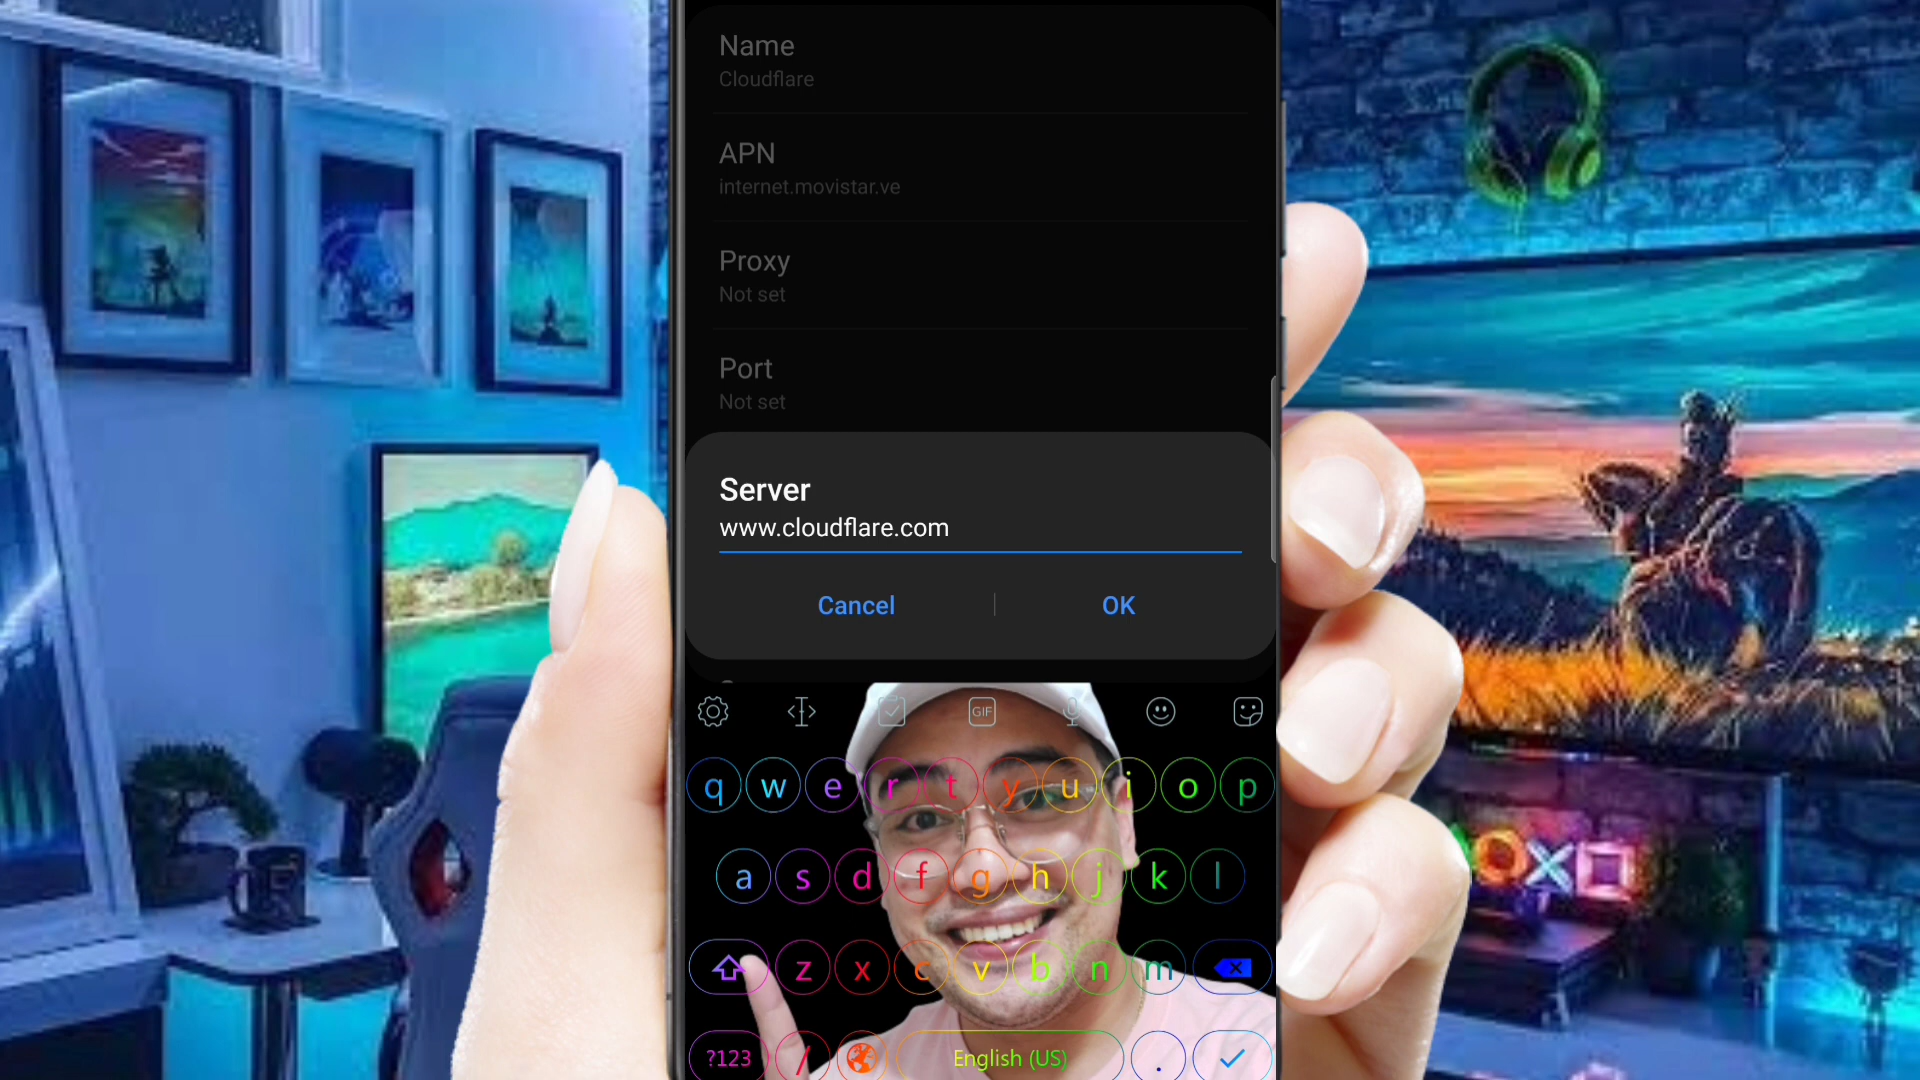 Name
Cloudflare
APN
internet.movistar.ve
Proxy
Not set
Port
Not set
Server
www.cloudflare.com
Cancel
OK
GIF
q w e r t y u i o p
a s d f g h j k l
z x c v b n m
?123 / English (US) .